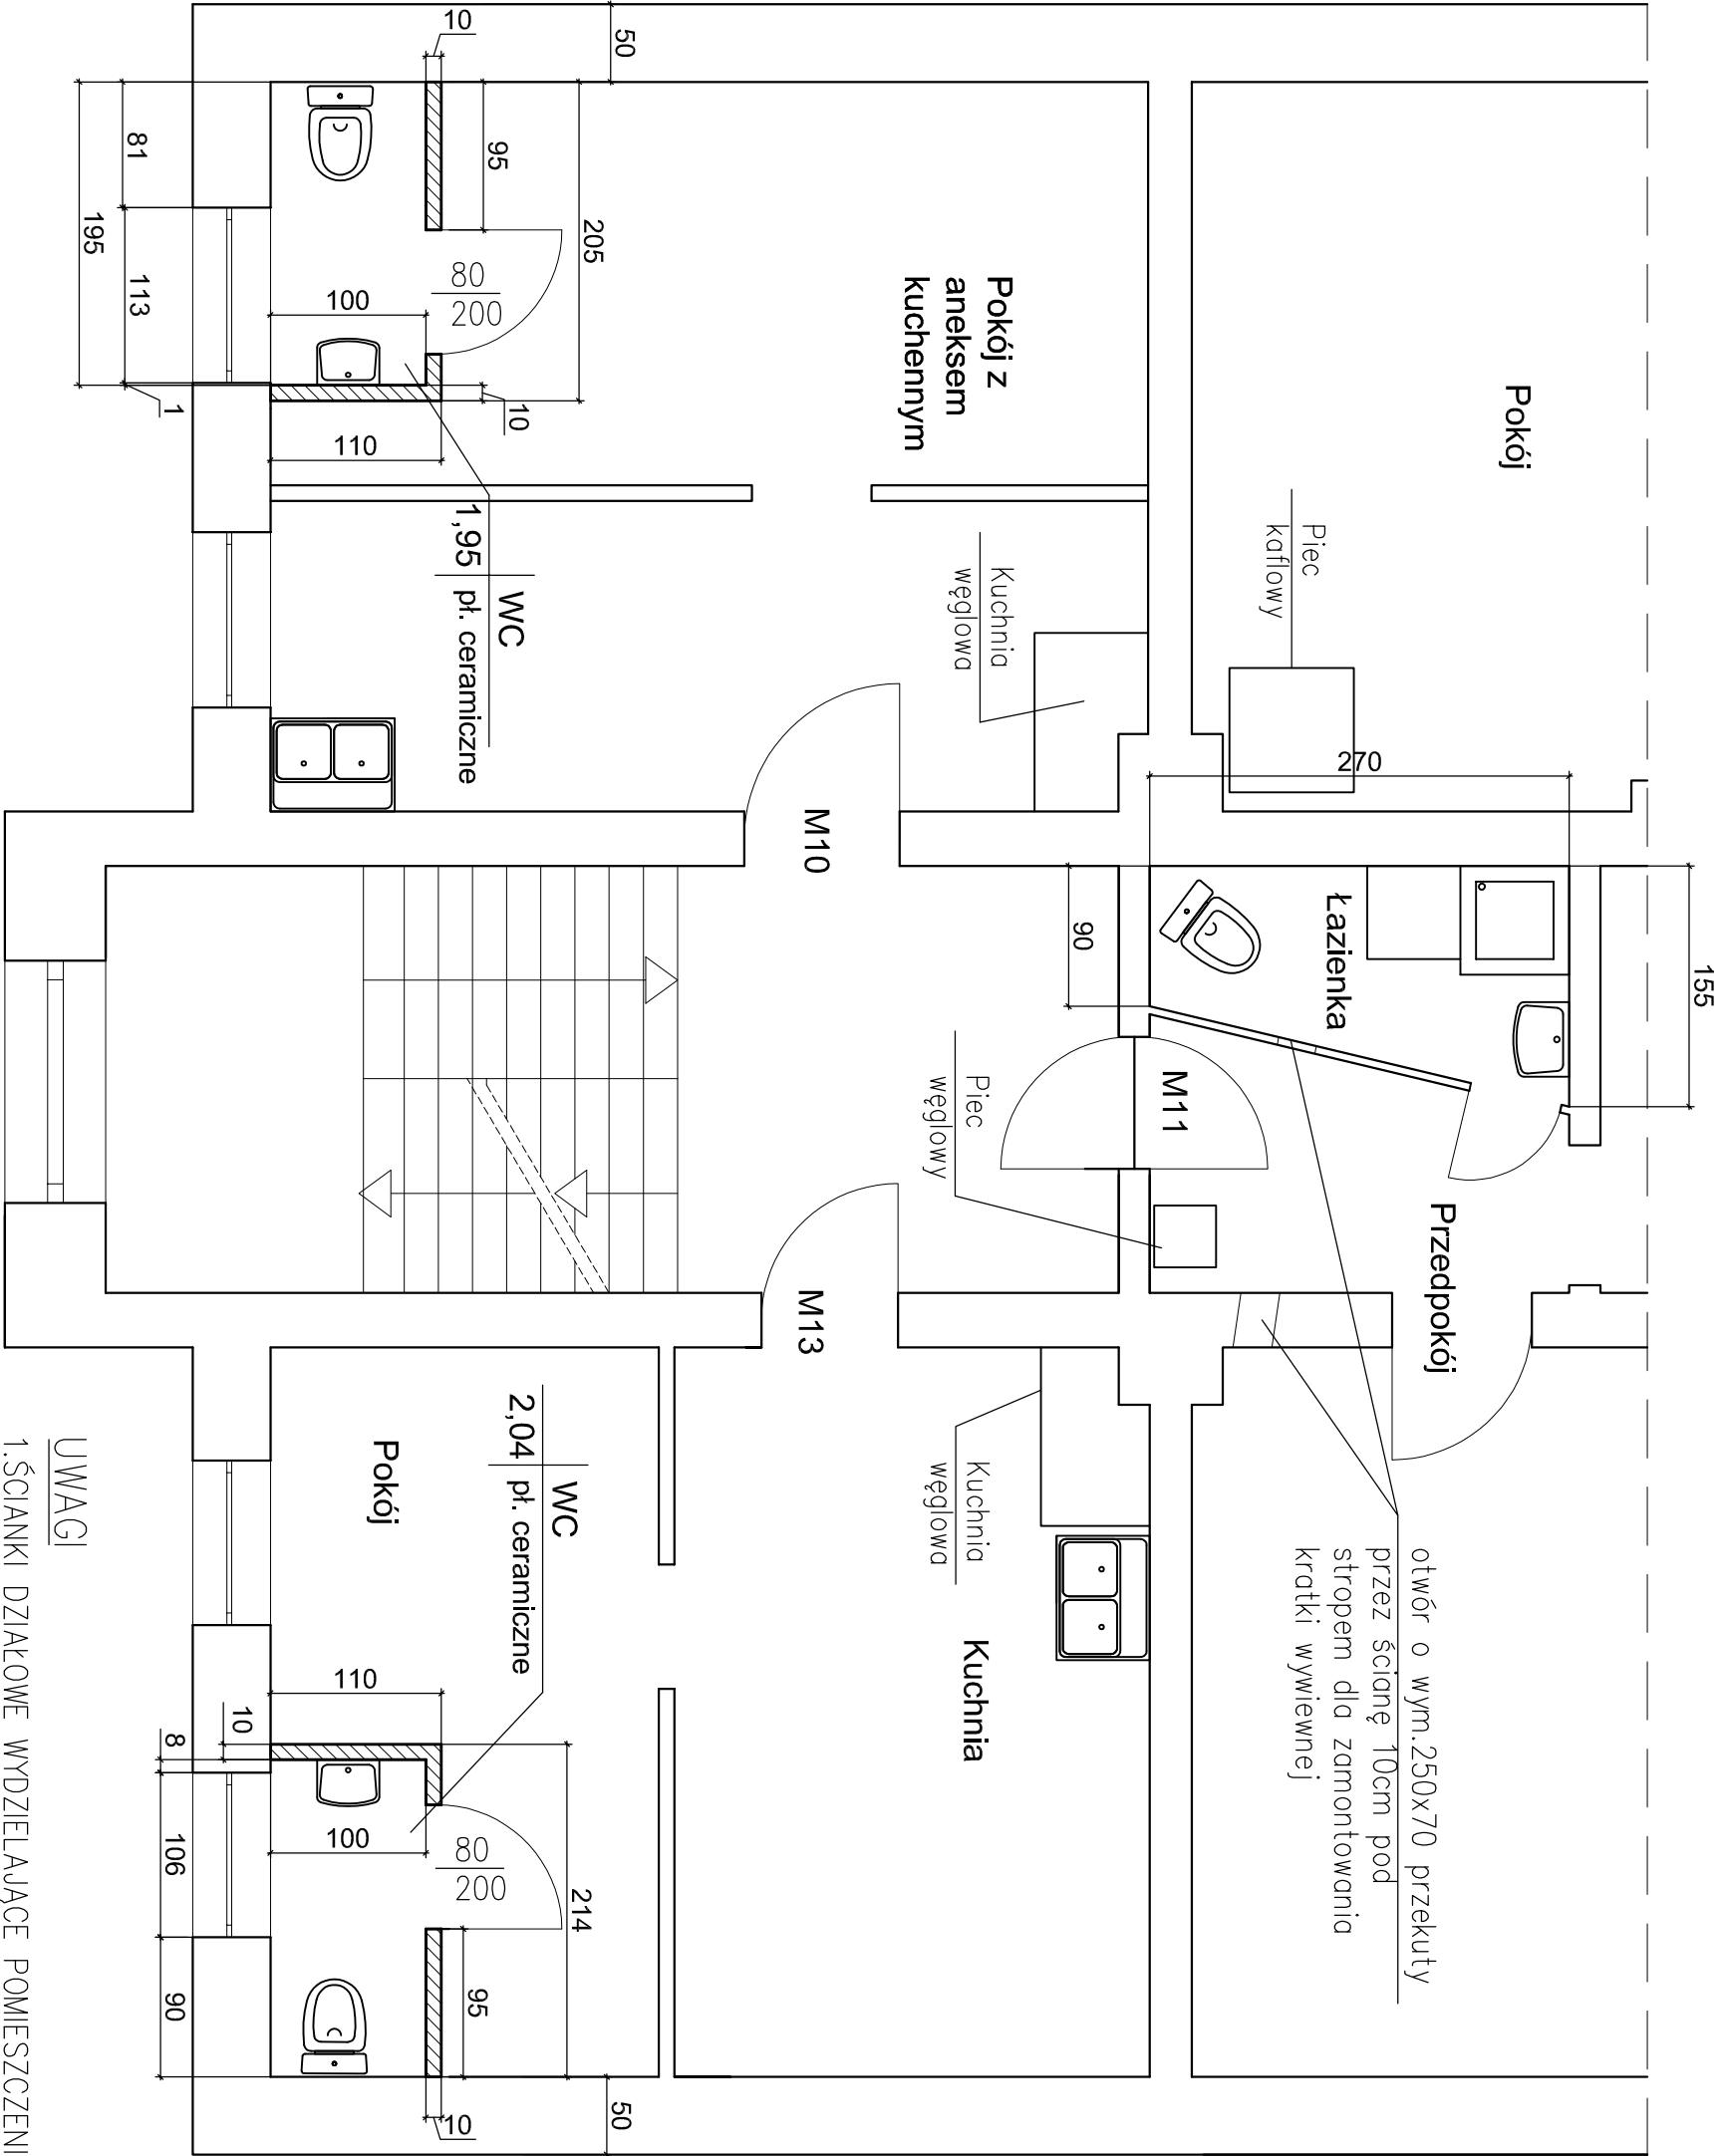 155
Pokój
Piec
kaflowy
270
Łazienka
Przedpokój
otwór o wym.250x70 przekuty
przez ścianę 10cm pod
stropem dla zamontowania
kratki wywiewnej
M11
90
Pokój z
aneksem
kuchennym
Kuchnia
węglowa
Piec
węglowy
Kuchnia
węglowa
Kuchnia
M10
M13
50
10
205
95
80
200
100
10
110
WC
1,95 pł. ceramiczne
81
113
195
1
WC
2,04 pł. ceramiczne
Pokój
110
10
8
106
90
100
80
200
214
95
10
50
UWAGI
1.ŚCIANKI DZIAŁOWE WYDZIELAJĄCE POMIESZCZENI